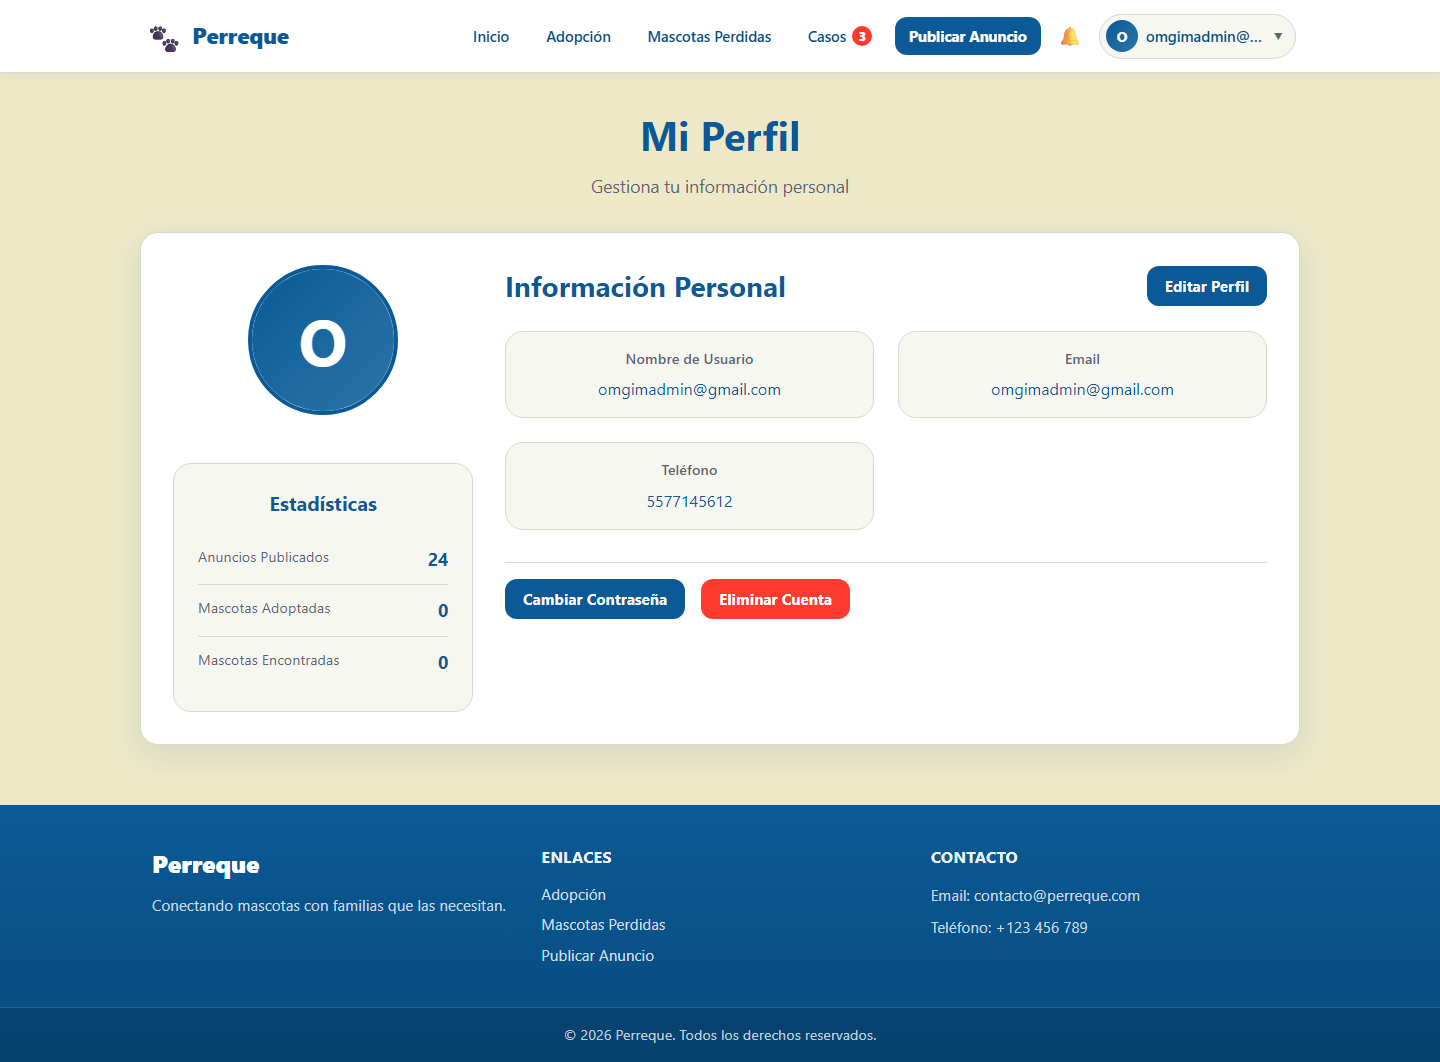 Perreque
Inicio
Adopción
Mascotas Perdidas
Casos 3
Publicar Anuncio
O omgimadmin@... ▼
Mi Perfil
Gestiona tu información personal
O
Estadísticas
Anuncios Publicados 24
Mascotas Adoptadas 0
Mascotas Encontradas 0
Información Personal
Editar Perfil
Nombre de Usuario
omgimadmin@gmail.com
Email
omgimadmin@gmail.com
Teléfono
5577145612
Cambiar Contraseña
Eliminar Cuenta
Perreque
Conectando mascotas con familias que las necesitan.
ENLACES
Adopción
Mascotas Perdidas
Publicar Anuncio
CONTACTO
Email: contacto@perreque.com
Teléfono: +123 456 789
© 2026 Perreque. Todos los derechos reservados.